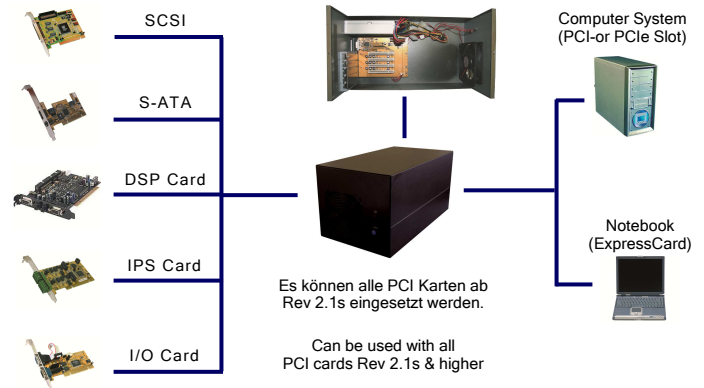 SCSI
S-ATA
DSP Card
IPS Card
I/O Card
Es können alle PCI Karten ab
Rev 2.1s eingesetzt werden.
Can be used with all
PCI cards Rev 2.1s & higher
Computer System
(PCI-or PCIe Slot)
Notebook
(ExpressCard)